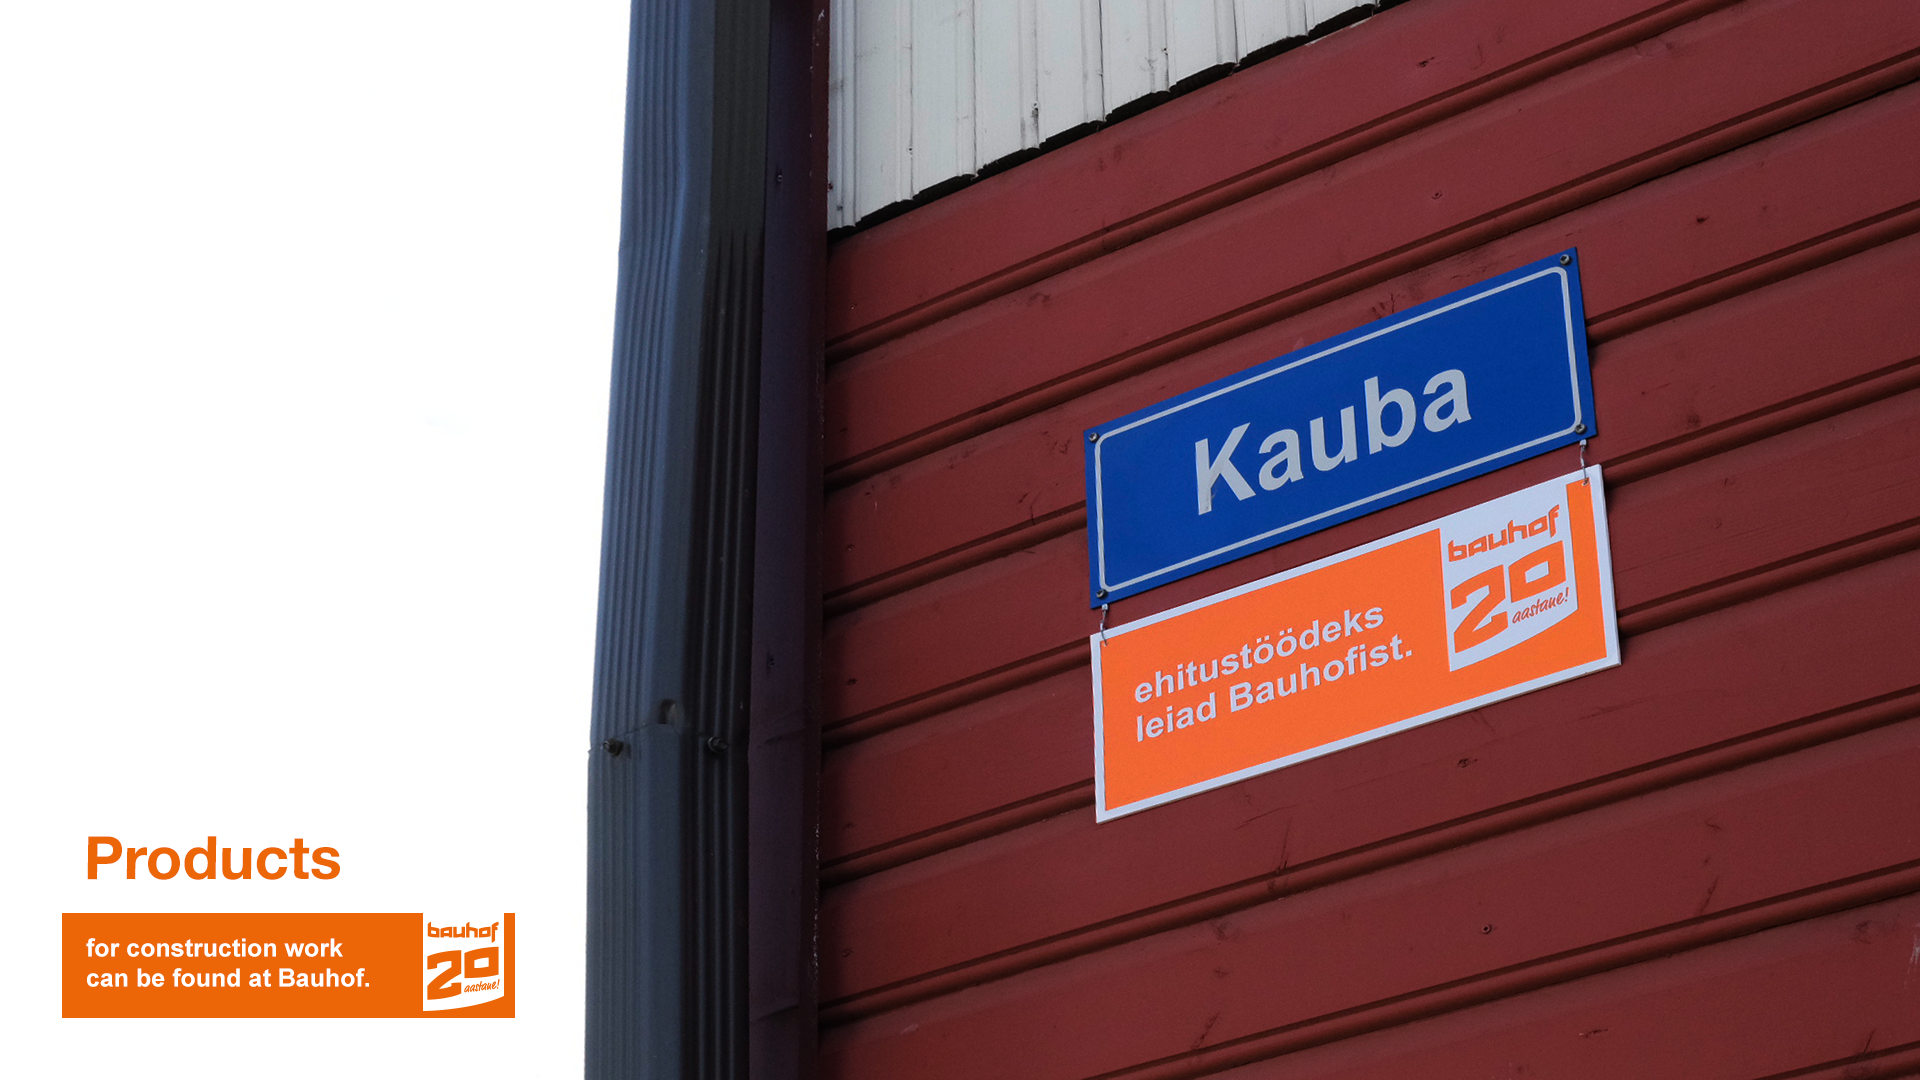 Kauba
ehitustöödeks
leiad Bauhofist.
bauhof
20
aastane!
Products
for construction work
can be found at Bauhof.
bauhof
20
aastane!